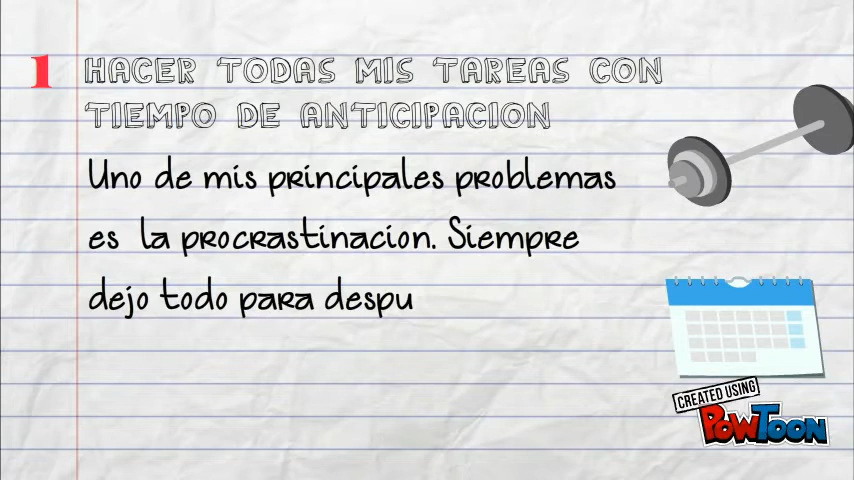 1 HACER TODAS MIS TAREAS CON
TIEMPO DE ANTICIPACION
Uno de mis principales problemas
es la procrastinacion. Siempre
dejo todo para despu
CREATED USING
POWTOON